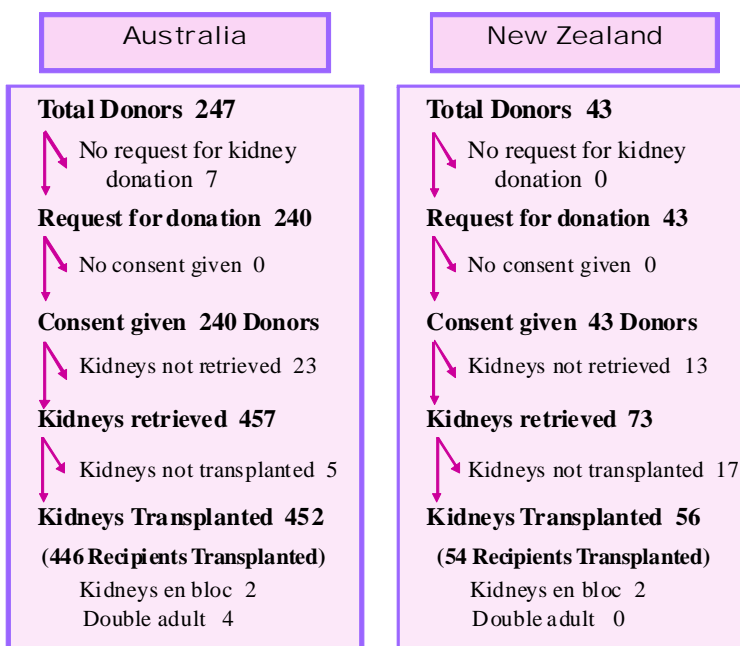 Australia
Total Donors 247
No request for kidney
donation 7
Request for donation 240
No consent given 0
Consent given 240 Donors
Kidneys not retrieved 23
Kidneys retrieved 457
Kidneys not transplanted 5
Kidneys Transplanted 452
(446 Recipients Transplanted)
Kidneys en bloc 2
Double adult 4
New Zealand
Total Donors 43
No request for kidney
donation 0
Request for donation 43
No consent given 0
Consent given 43 Donors
Kidneys not retrieved 13
Kidneys retrieved 73
Kidneys not transplanted 17
Kidneys Transplanted 56
(54 Recipients Transplanted)
Kidneys en bloc 2
Double adult 0